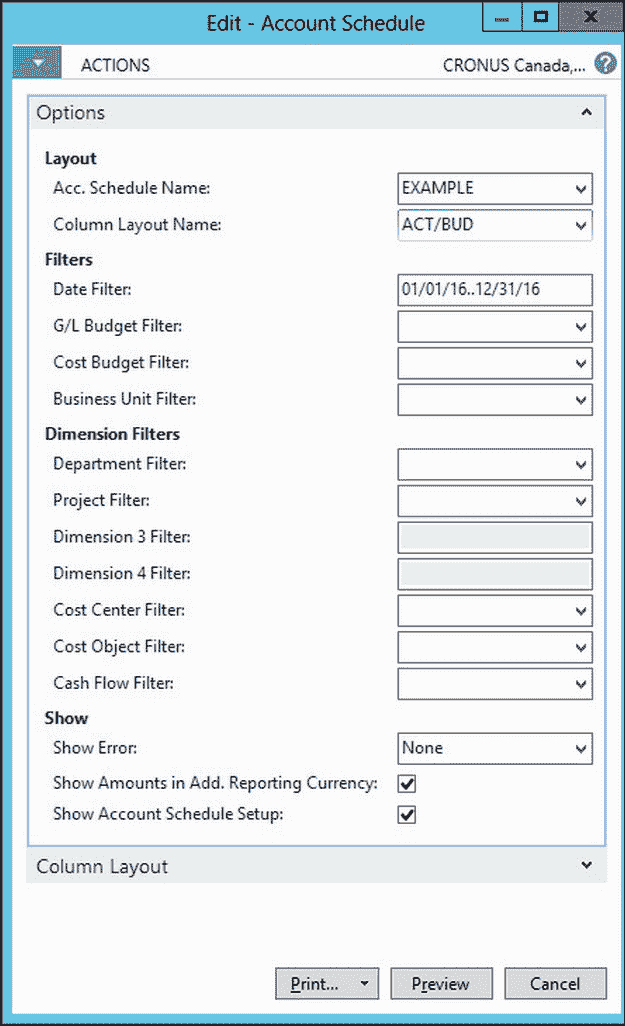 Edit - Account Schedule
ACTIONS CRONUS Canada,... ?
Options
Layout
Acc. Schedule Name: EXAMPLE
Column Layout Name: ACT/BUD
Filters
Date Filter: 01/01/16..12/31/16
G/L Budget Filter:
Cost Budget Filter:
Business Unit Filter:
Dimension Filters
Department Filter:
Project Filter:
Dimension 3 Filter:
Dimension 4 Filter:
Cost Center Filter:
Cost Object Filter:
Cash Flow Filter:
Show
Show Error: None
Show Amounts in Add. Reporting Currency:
Show Account Schedule Setup:
Column Layout
Print... Preview Cancel